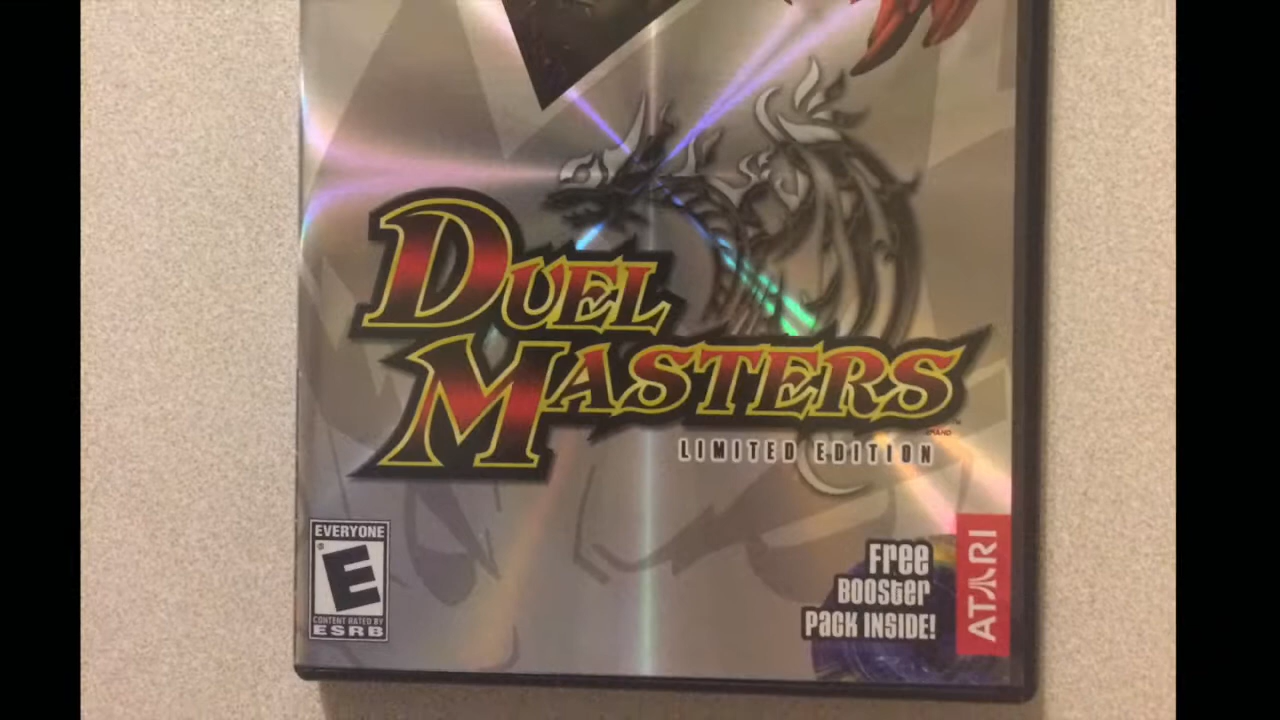 DUEL
MASTERS
LIMITED EDITION
EVERYONE
E
CONTENT RATED BY
ESRB
Free
BOOSTER
PACK INSIDE!
ATARI